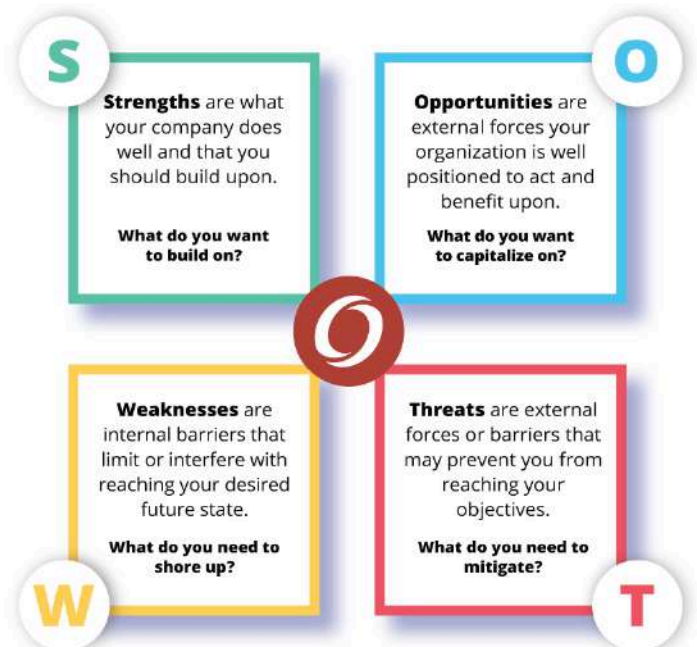 S
Strengths are what
your company does
well and that you
should build upon.
What do you want
to build on?
O
Opportunities are
external forces your
organization is well
positioned to act and
benefit upon.
What do you want
to capitalize on?
W
Weaknesses are
internal barriers that
limit or interfere with
reaching your desired
future state.
What do you need to
shore up?
T
Threats are external
forces or barriers that
may prevent you from
reaching your
objectives.
What do you need to
mitigate?